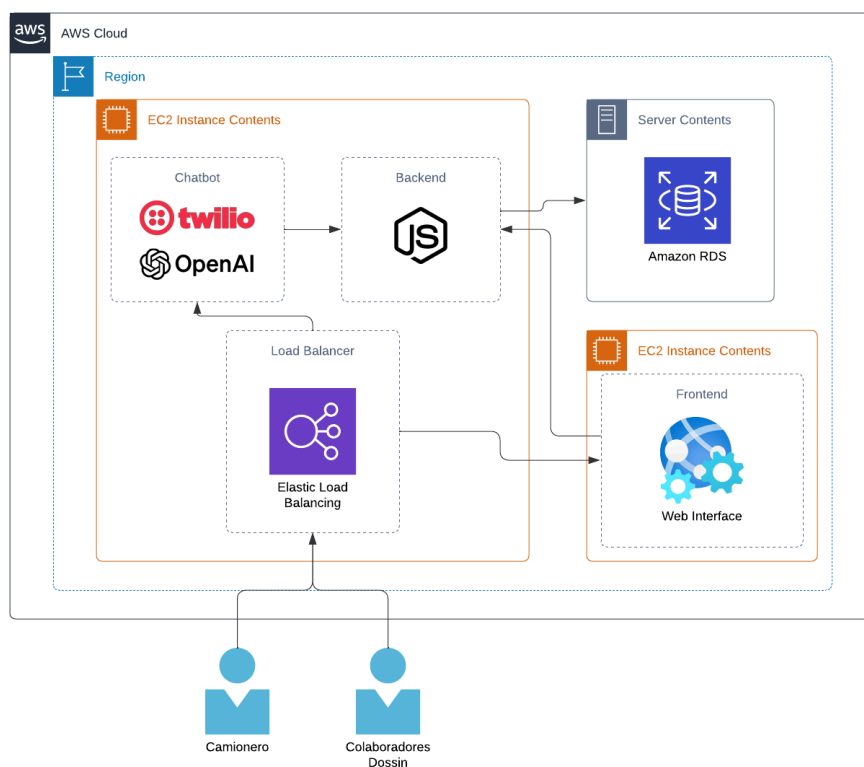 aws
AWS Cloud
Region
EC2 Instance Contents
Server Contents
Chatbot
Backend
twilio
JS
OpenAI
Amazon RDS
Load Balancer
EC2 Instance Contents
Frontend
Elastic Load
Balancing
Web Interface
Camionero
Colaboradores
Dossin